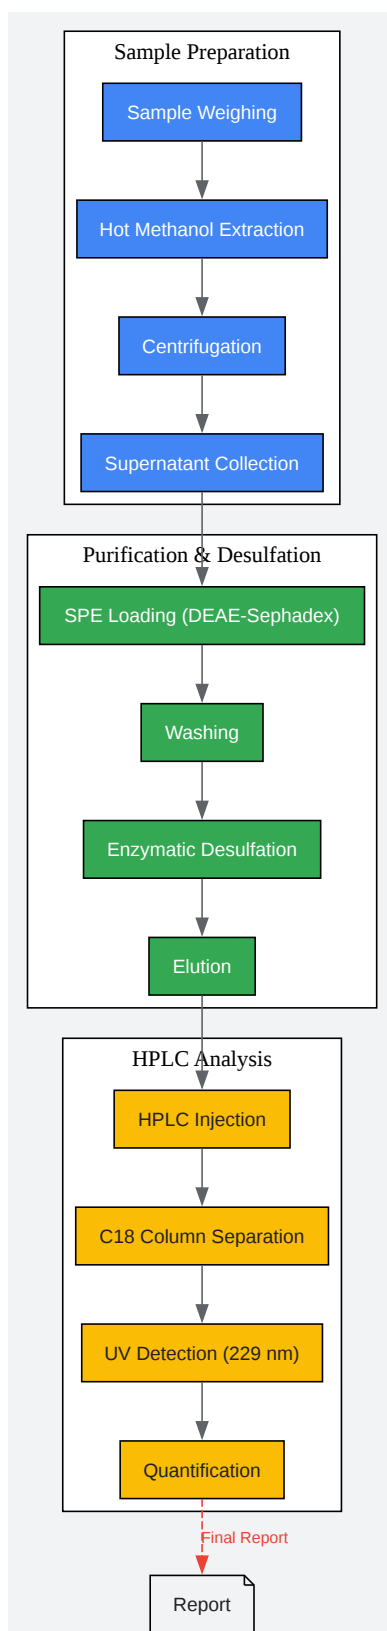 Sample Preparation
Sample Weighing
Hot Methanol Extraction
Centrifugation
Supernatant Collection
Purification & Desulfation
SPE Loading (DEAE-Sephadex)
Washing
Enzymatic Desulfation
Elution
HPLC Analysis
HPLC Injection
C18 Column Separation
UV Detection (229 nm)
Quantification
Final Report
Report